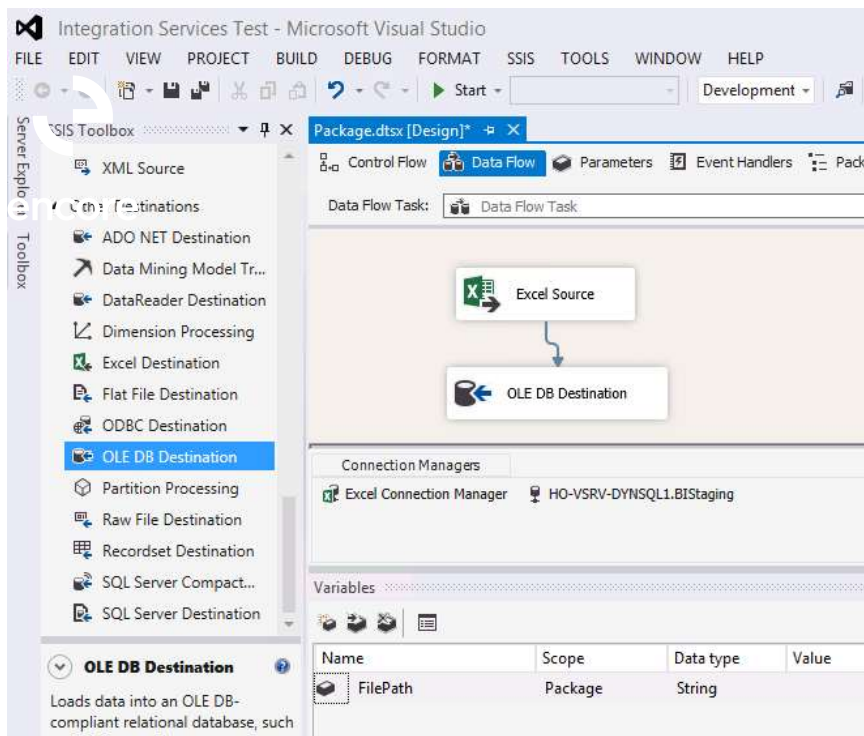 Integration Services Test - Microsoft Visual Studio
FILE EDIT VIEW PROJECT BUILD DEBUG FORMAT SSIS TOOLS WINDOW HELP
Start
Development
Toolbox
SSIS Toolbox
XML Source
encore
ADO NET Destination
Data Mining Model Tr...
DataReader Destination
Dimension Processing
Excel Destination
Flat File Destination
ODBC Destination
OLE DB Destination
Partition Processing
Raw File Destination
Recordset Destination
SQL Server Compact...
SQL Server Destination
OLE DB Destination
Loads data into an OLE DB-
compliant relational database, such
Package.dtsx [Design]*
Control Flow Data Flow Parameters Event Handlers Pack
Data Flow Task: Data Flow Task
Excel Source
OLE DB Destination
Connection Managers
Excel Connection Manager HO-VSRV-DYNSQL1.BIStaging
Variables
Name Scope Data type Value
FilePath Package String